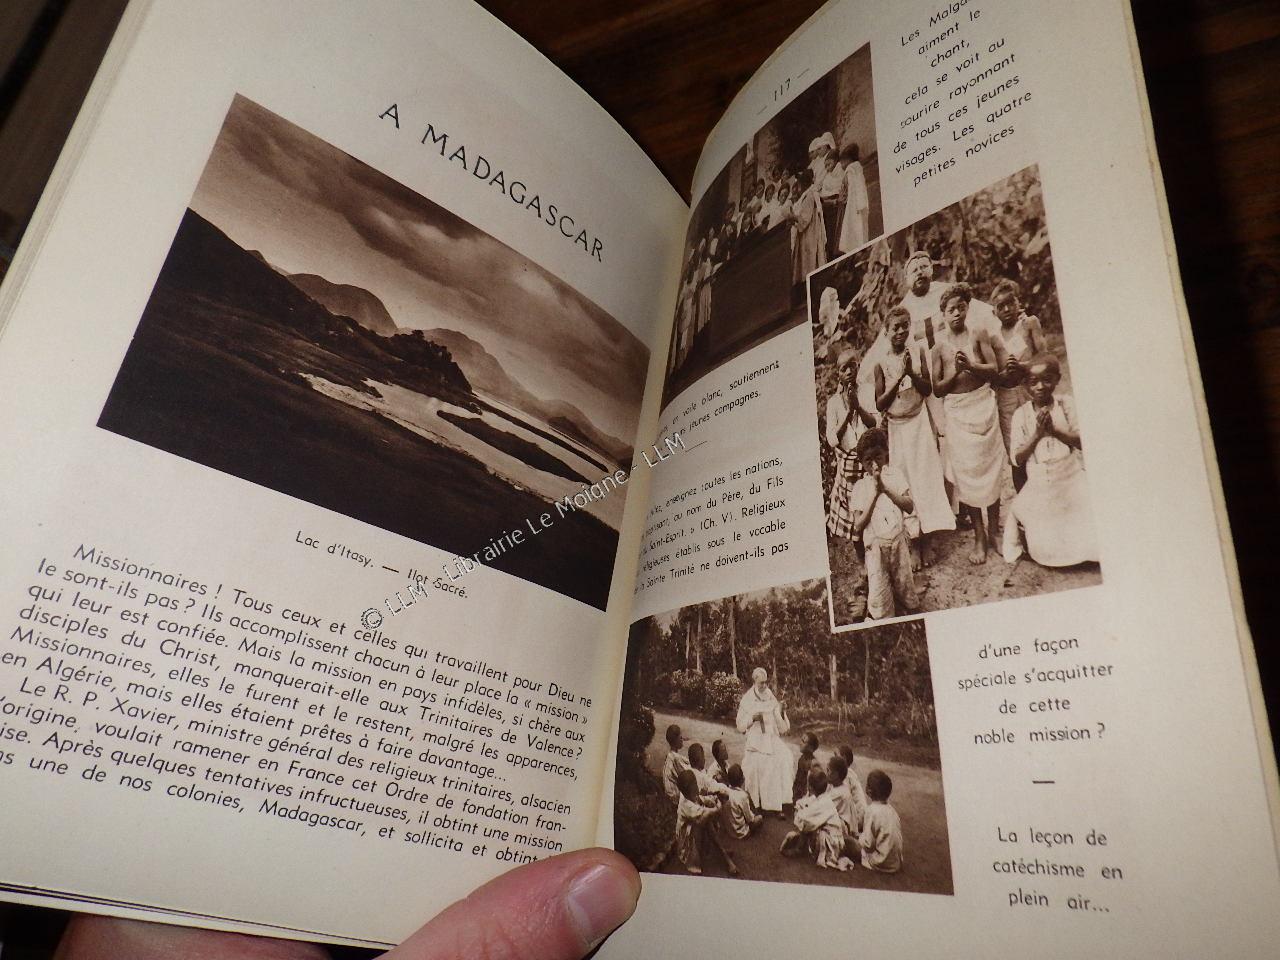 A MADAGASCAR
Lac d'Itasy. — Ilot Sacré.
Missionnaires ! Tous ceux et celles qui travaillent pour Dieu ne
le sont-ils pas ? Ils accomplissent chacun à leur place la « mission »
qui leur est confiée. Mais la mission en pays infidèles, si chère aux
disciples du Christ, manquerait-elle aux Trinitaires de Valence ?
Missionnaires, elles le furent et le restent, malgré les apparences,
en Algérie, mais elles étaient prêtes à faire davantage...
Le R. P. Xavier, ministre général des religieux trinitaires, alsacien
d'origine, voulait ramener en France cet Ordre de fondation fran-
Après quelques tentatives infructueuses, il obtint une mission
une de nos colonies, Madagascar, et sollicita et obtint
— 117 —
Les
aiment le
chant,
cela se voit au
sourire rayonnant
de tous ces jeunes
visages. Les quatre
petites novices
en voile blanc, soutiennent
jeunes compagnes.
enseignez toutes les nations,
au nom du Père, du Fils
Saint-Esprit. » (Ch. V). Religieux
établis sous le vocable
Sainte Trinité ne doivent-ils pas
d'une façon
spéciale s'acquitter
de cette
noble mission ?
La leçon de
catéchisme en
plein air...
© LLM - Librairie Le Moigne - LLM